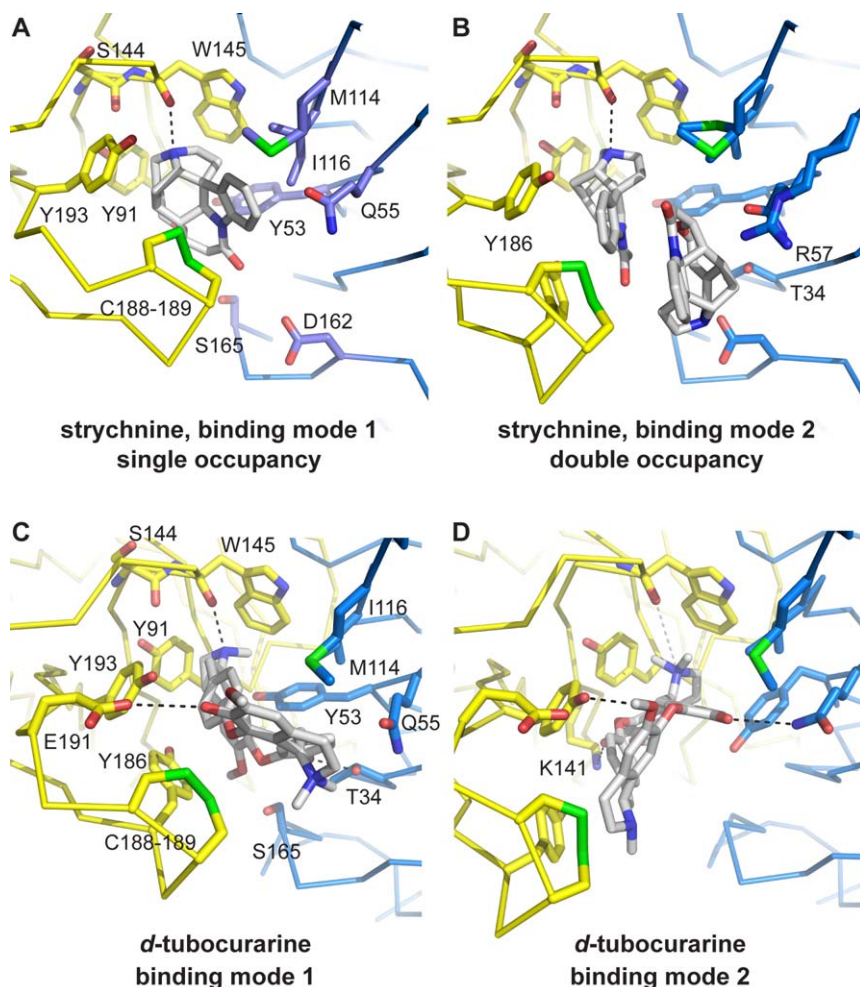 A
S144
W145
M114
I116
Y193
Y91
Y53
Q55
C188-189
S165
D162
strychnine, binding mode 1
single occupancy
B
Y186
R57
T34
strychnine, binding mode 2
double occupancy
C
S144
W145
I116
Y91
Y193
M114
Y53
Q55
E191
Y186
T34
C188-189
S165
d-tubocurarine
binding mode 1
D
K141
d-tubocurarine
binding mode 2